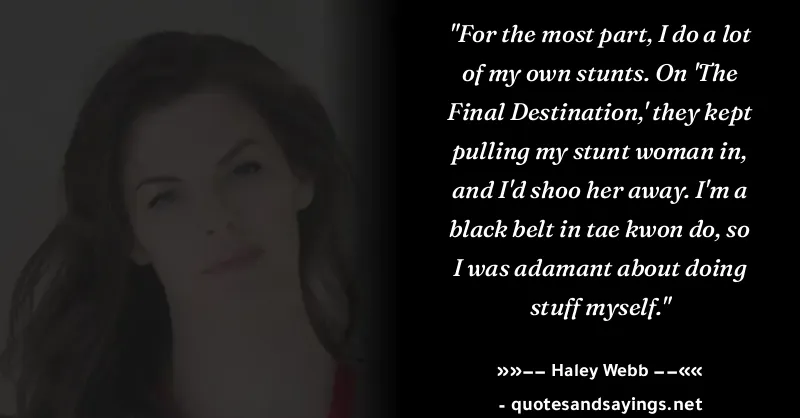 "For the most part, I do a lot
of my own stunts. On 'The
Final Destination,' they kept
pulling my stunt woman in,
and I'd shoo her away. I'm a
black belt in tae kwon do, so
I was adamant about doing
stuff myself."
»»–– Haley Webb ––««
- quotesandsayings.net